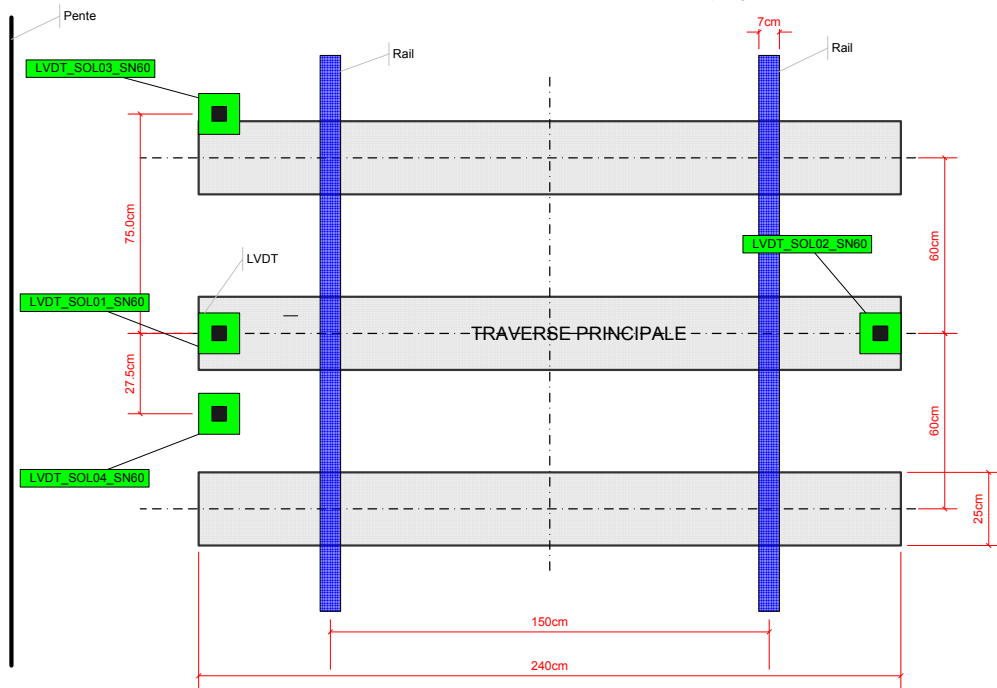 Pente
7cm
Rail
Rail
LVDT_SOL03_SN60
75.0cm
60cm
LVDT_SOL02_SN60
LVDT
LVDT_SOL01_SN60
TRAVERSE PRINCIPALE
27.5cm
60cm
LVDT_SOL04_SN60
25cm
150cm
240cm